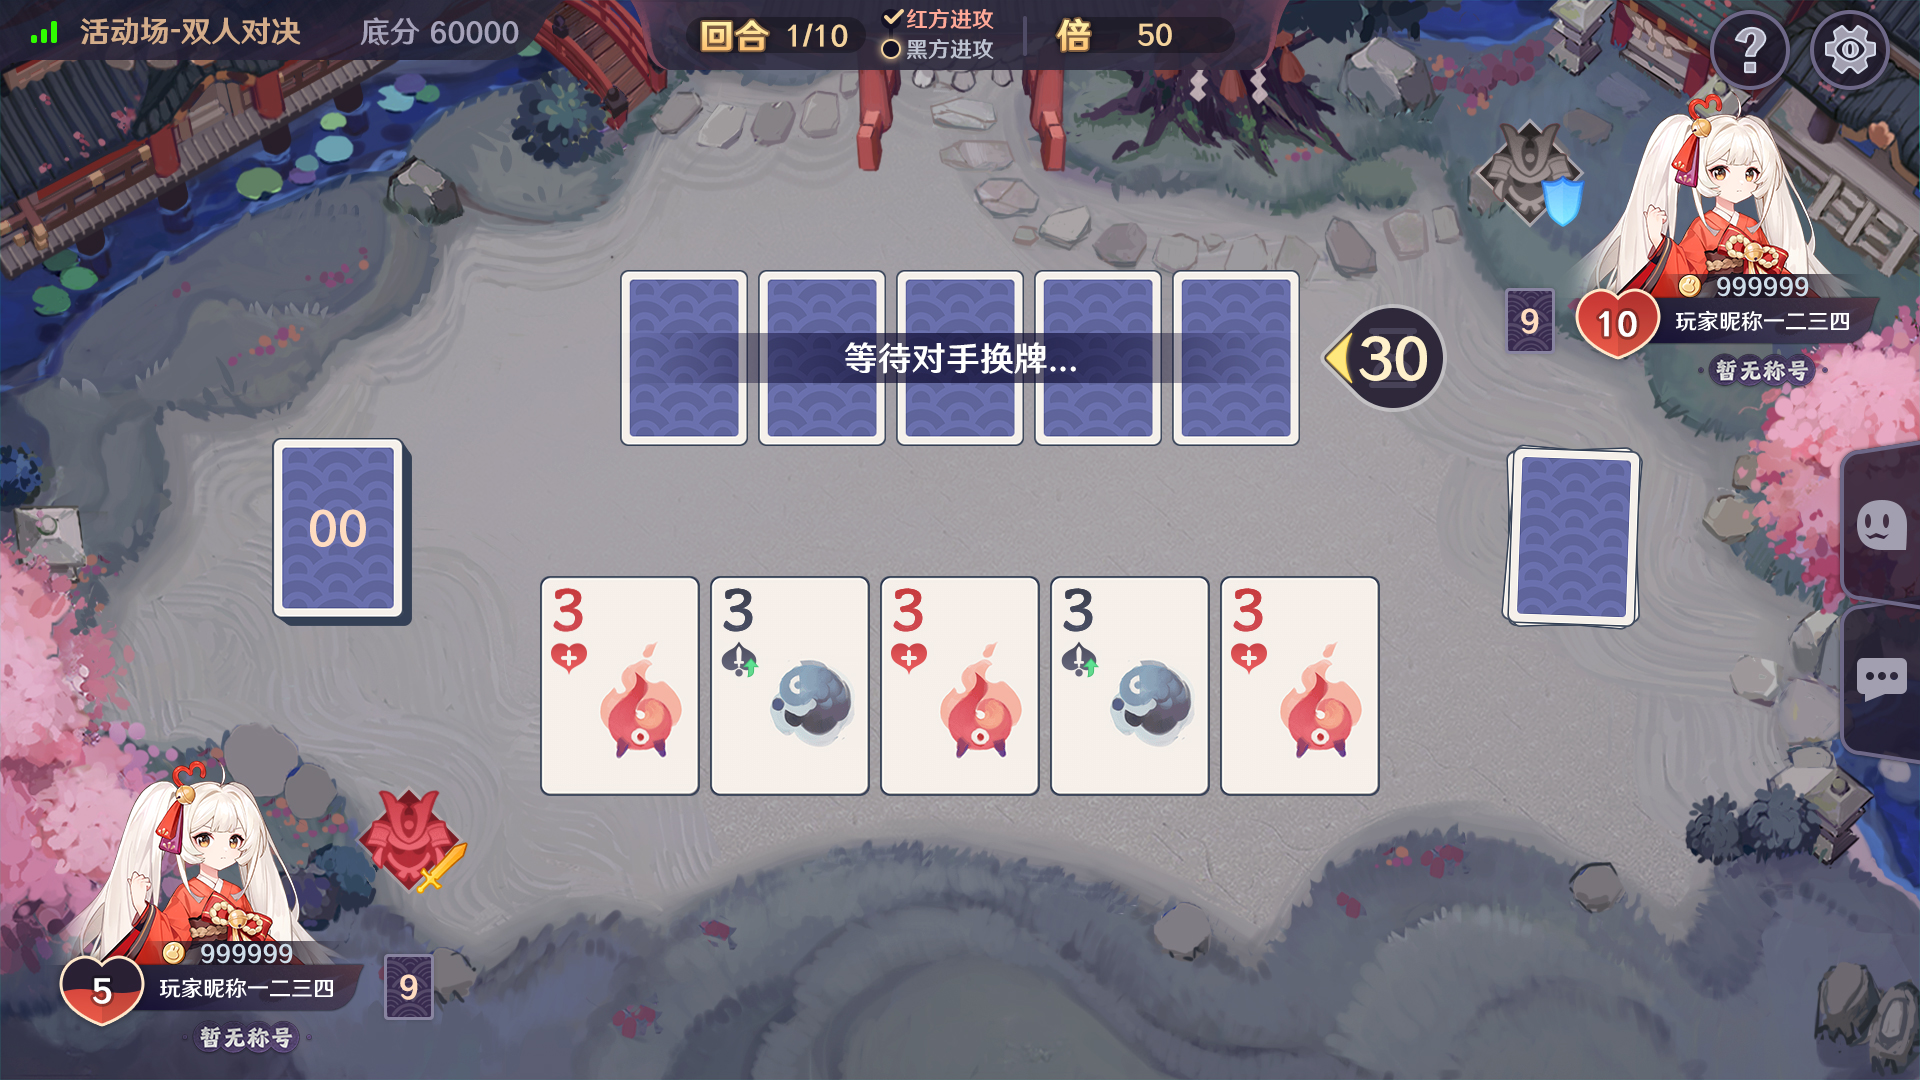 活动场-双人对决
底分 60000
回合 1/10
红方进攻
黑方进攻
倍 50
?
999999
9
10
玩家昵称一二三四
暂无称号
等待对手换牌...
30
00
3
3
3
3
3
999999
5
玩家昵称一二三四
9
暂无称号